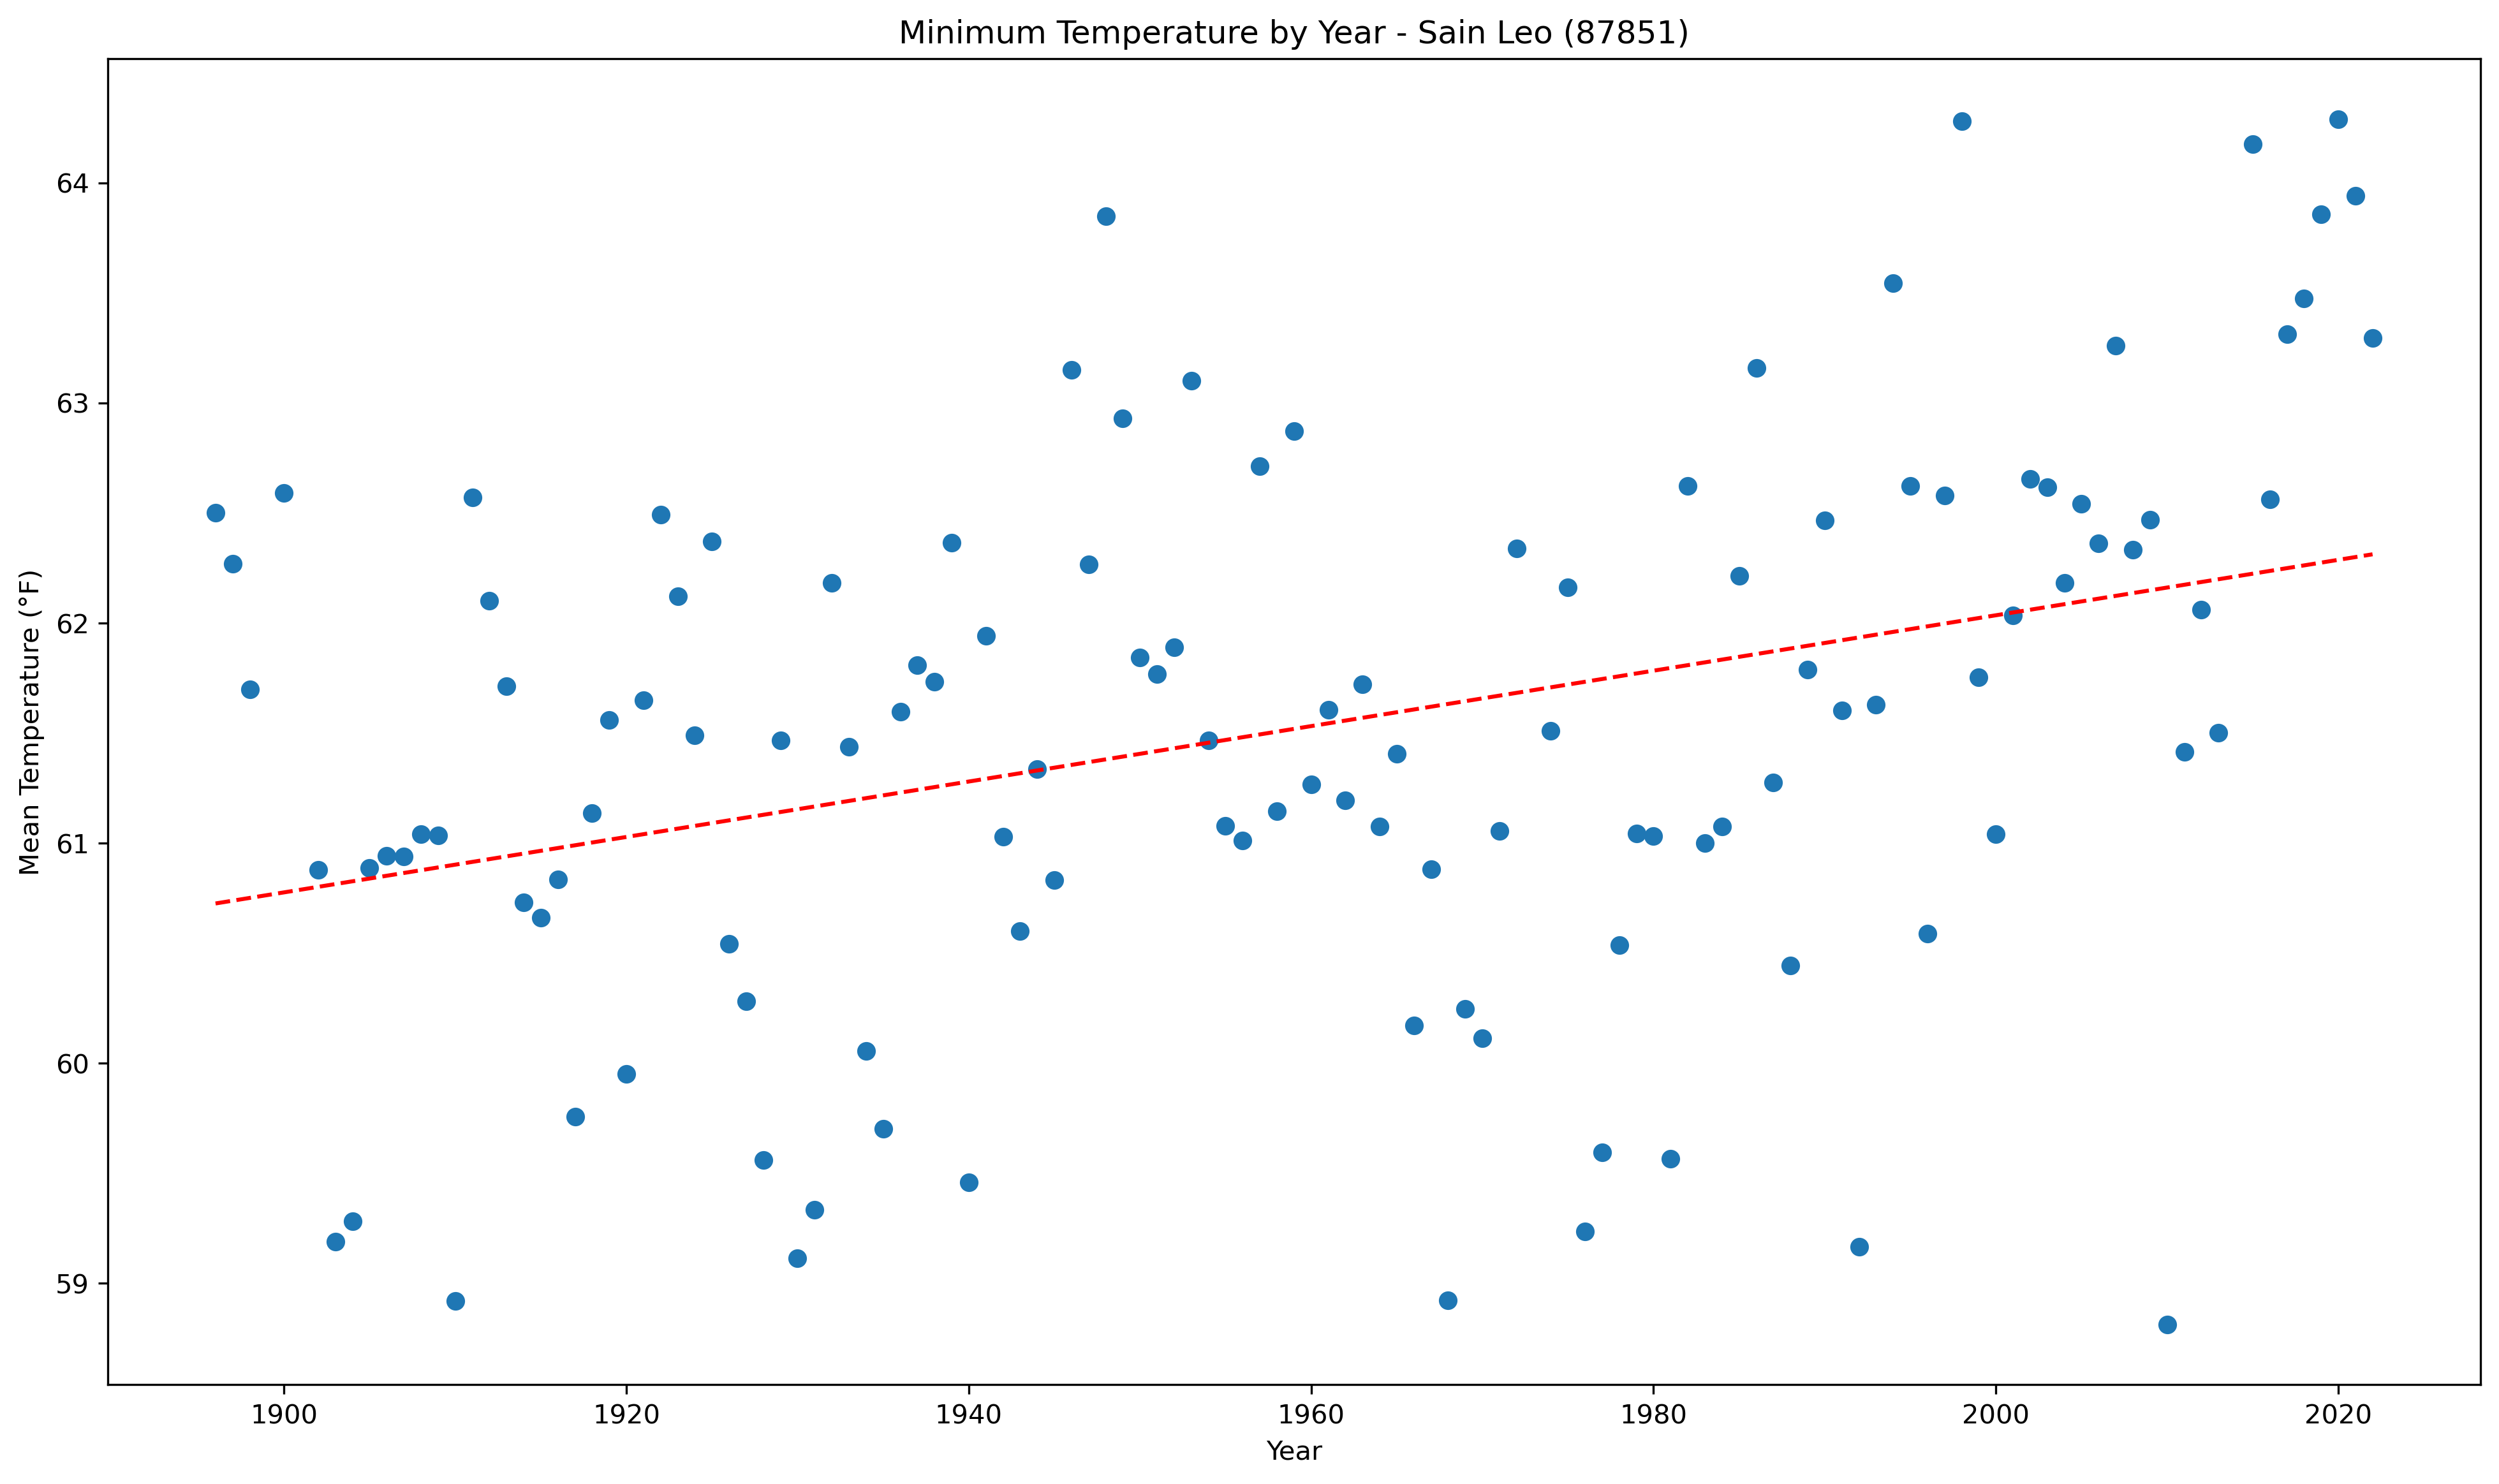 Minimum Temperature by Year - Sain Leo (87851)
Mean Temperature (°F)
64
63
62
61
60
59
1900 1920 1940 1960 1980 2000 2020
Year